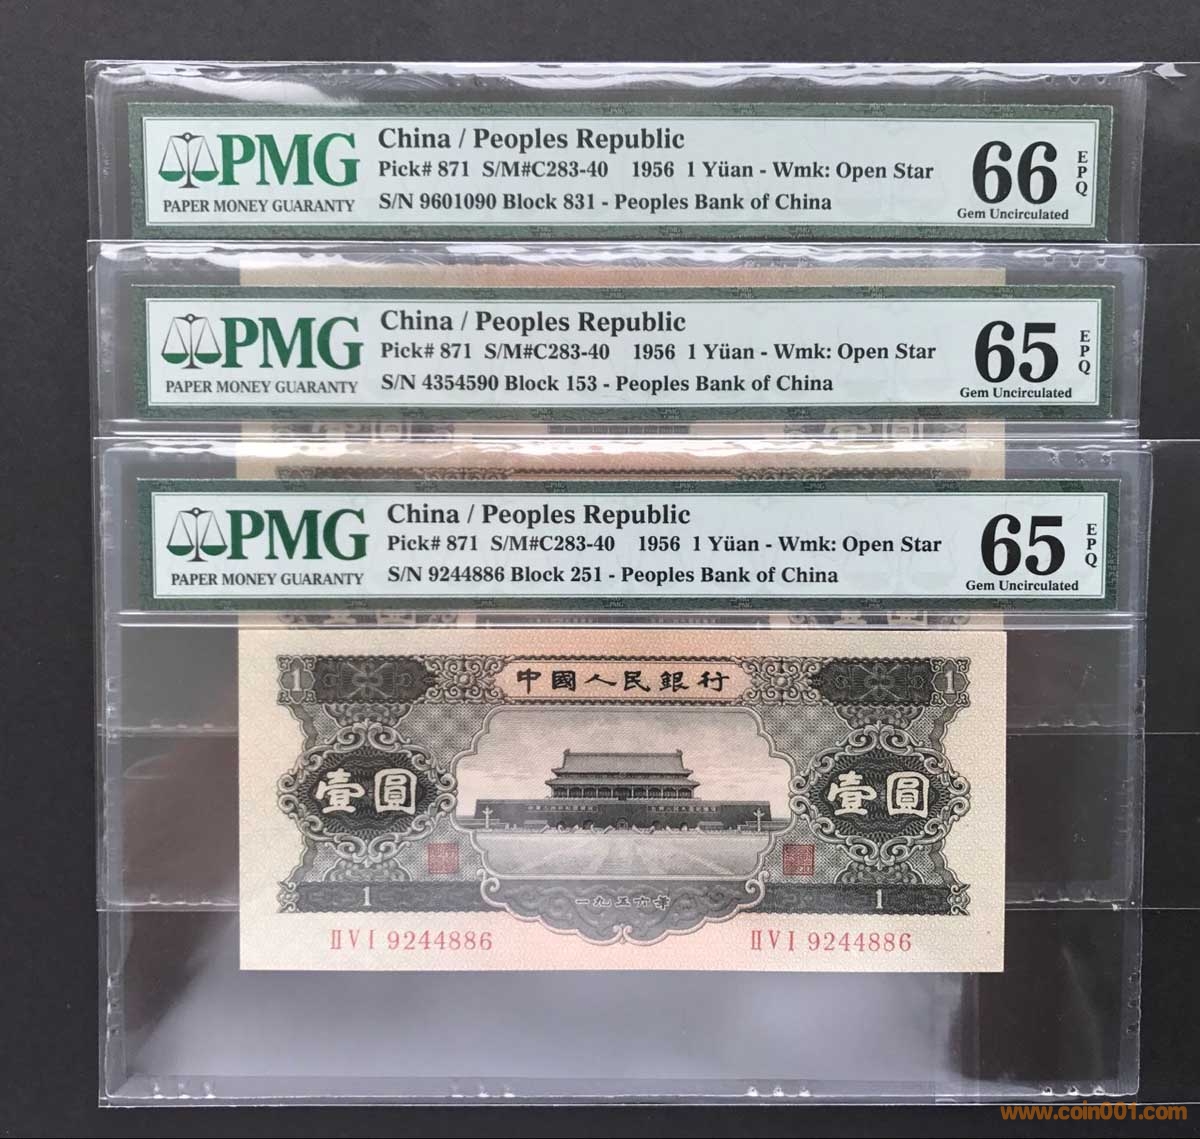 PMG
PAPER MONEY GUARANTY
China / Peoples Republic
Pick# 871 S/M#C283-40 1956 1 Yüan - Wmk: Open Star
S/N 9601090 Block 831 - Peoples Bank of China
66 EPQ
Gem Uncirculated
PMG
PAPER MONEY GUARANTY
China / Peoples Republic
Pick# 871 S/M#C283-40 1956 1 Yüan - Wmk: Open Star
S/N 4354590 Block 153 - Peoples Bank of China
65 EPQ
Gem Uncirculated
PMG
PAPER MONEY GUARANTY
China / Peoples Republic
Pick# 871 S/M#C283-40 1956 1 Yüan - Wmk: Open Star
S/N 9244886 Block 251 - Peoples Bank of China
65 EPQ
Gem Uncirculated
1 中國人民銀行 1
壹圓 壹圓
1 一九五六年 1
II V I 9244886 II V I 9244886
www.coin001.com